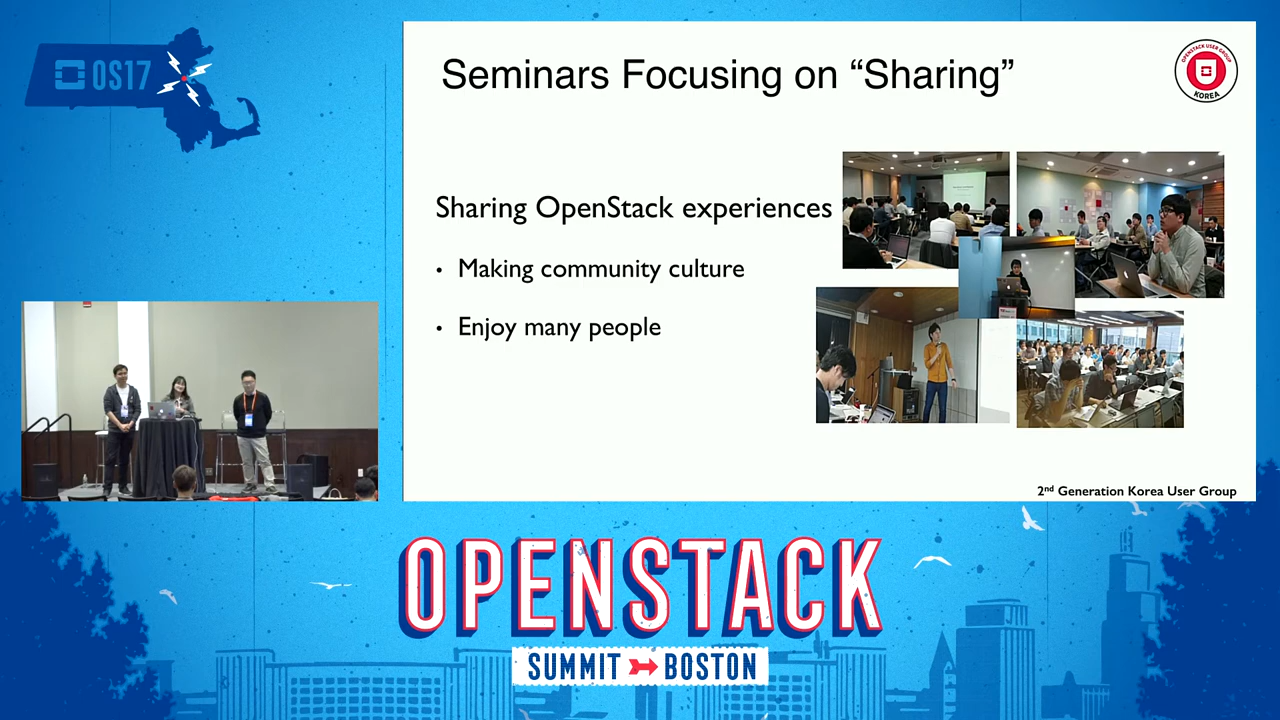 OS17
Seminars Focusing on “Sharing”
OPENSTACK USER GROUP
KOREA
Sharing OpenStack experiences
• Making community culture
• Enjoy many people
2nd Generation Korea User Group
OPENSTACK
SUMMIT BOSTON